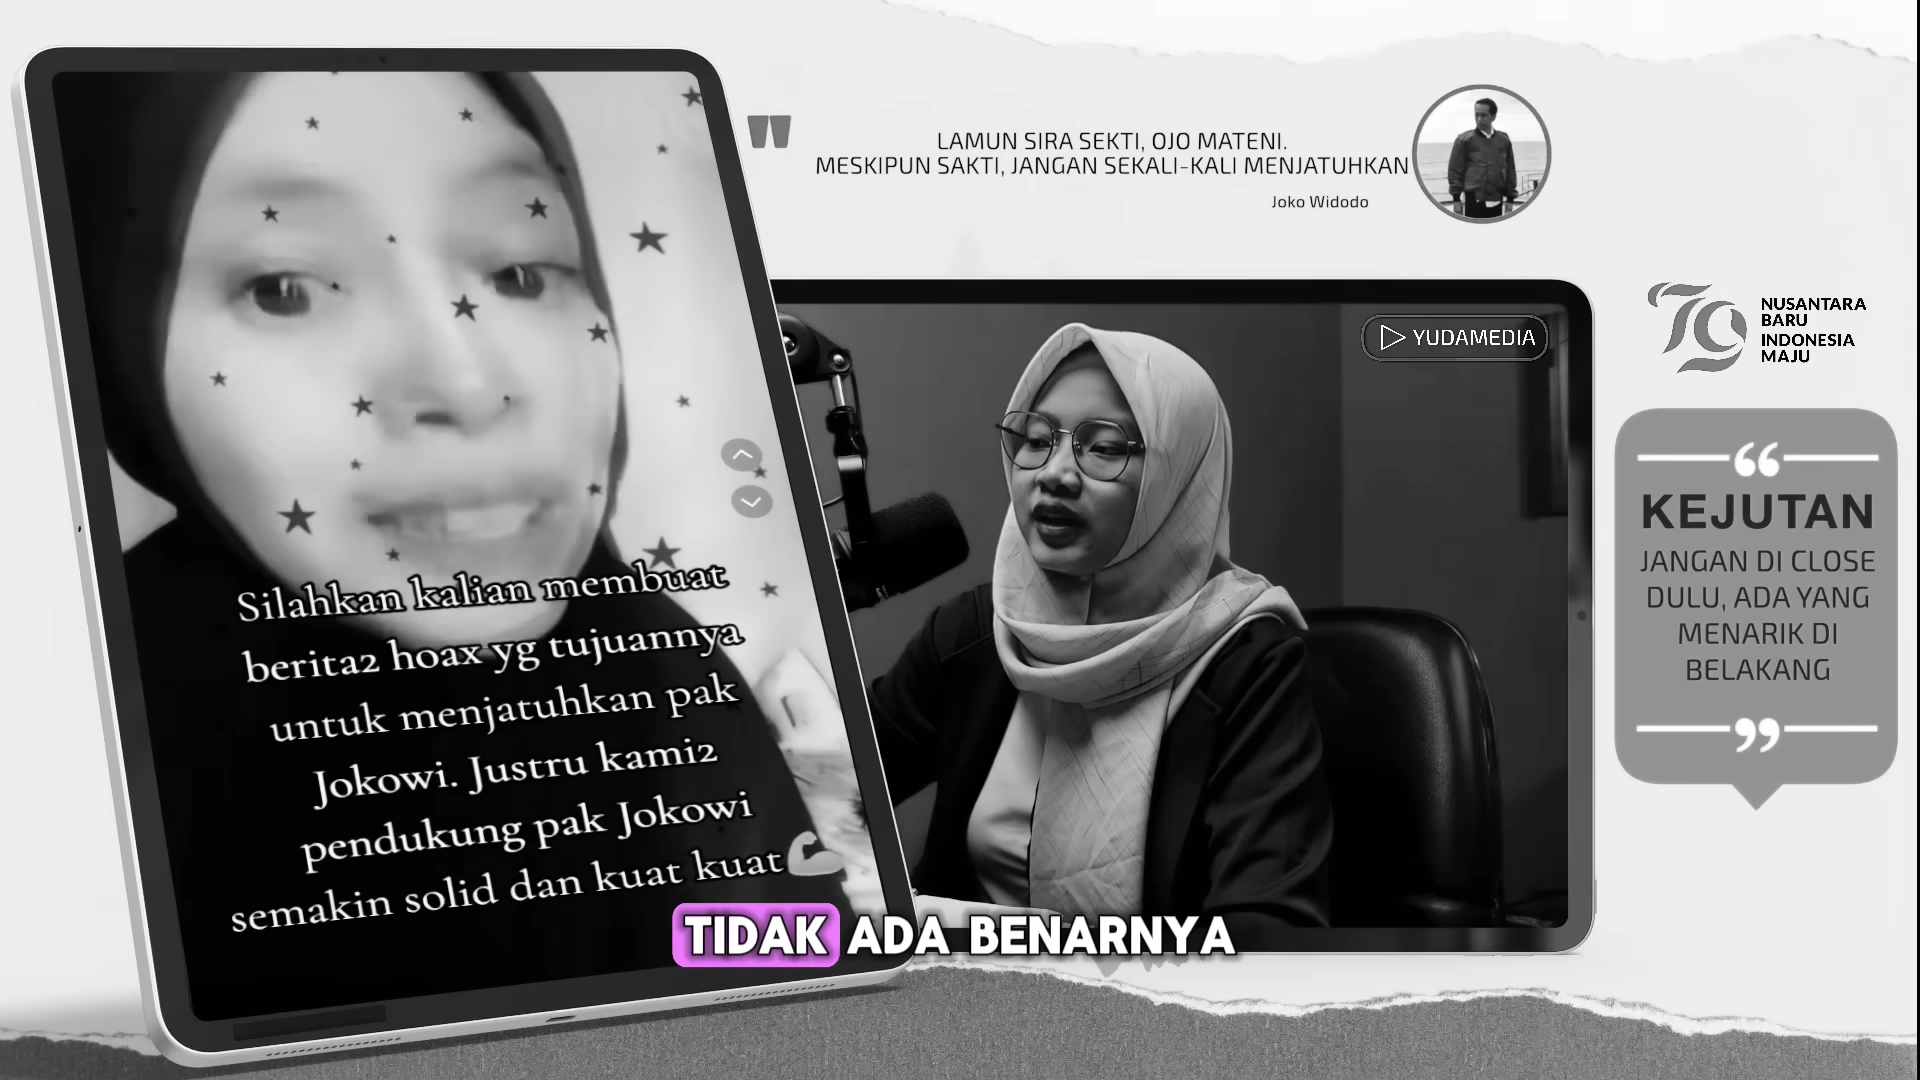 LAMUN SIRA SEKTI, OJO MATENI.
MESKIPUN SAKTI, JANGAN SEKALI-KALI MENJATUHKAN
Joko Widodo
YUDAMEDIA
79
NUSANTARA
BARU
INDONESIA
MAJU
KEJUTAN
JANGAN DI CLOSE
DULU, ADA YANG
MENARIK DI
BELAKANG
Silahkan kalian membuat
berita2 hoax yg tujuannya
untuk menjatuhkan pak
Jokowi. Justru kami2
pendukung pak Jokowi
semakin solid dan kuat kuat💪
TIDAK ADA BENARNYA